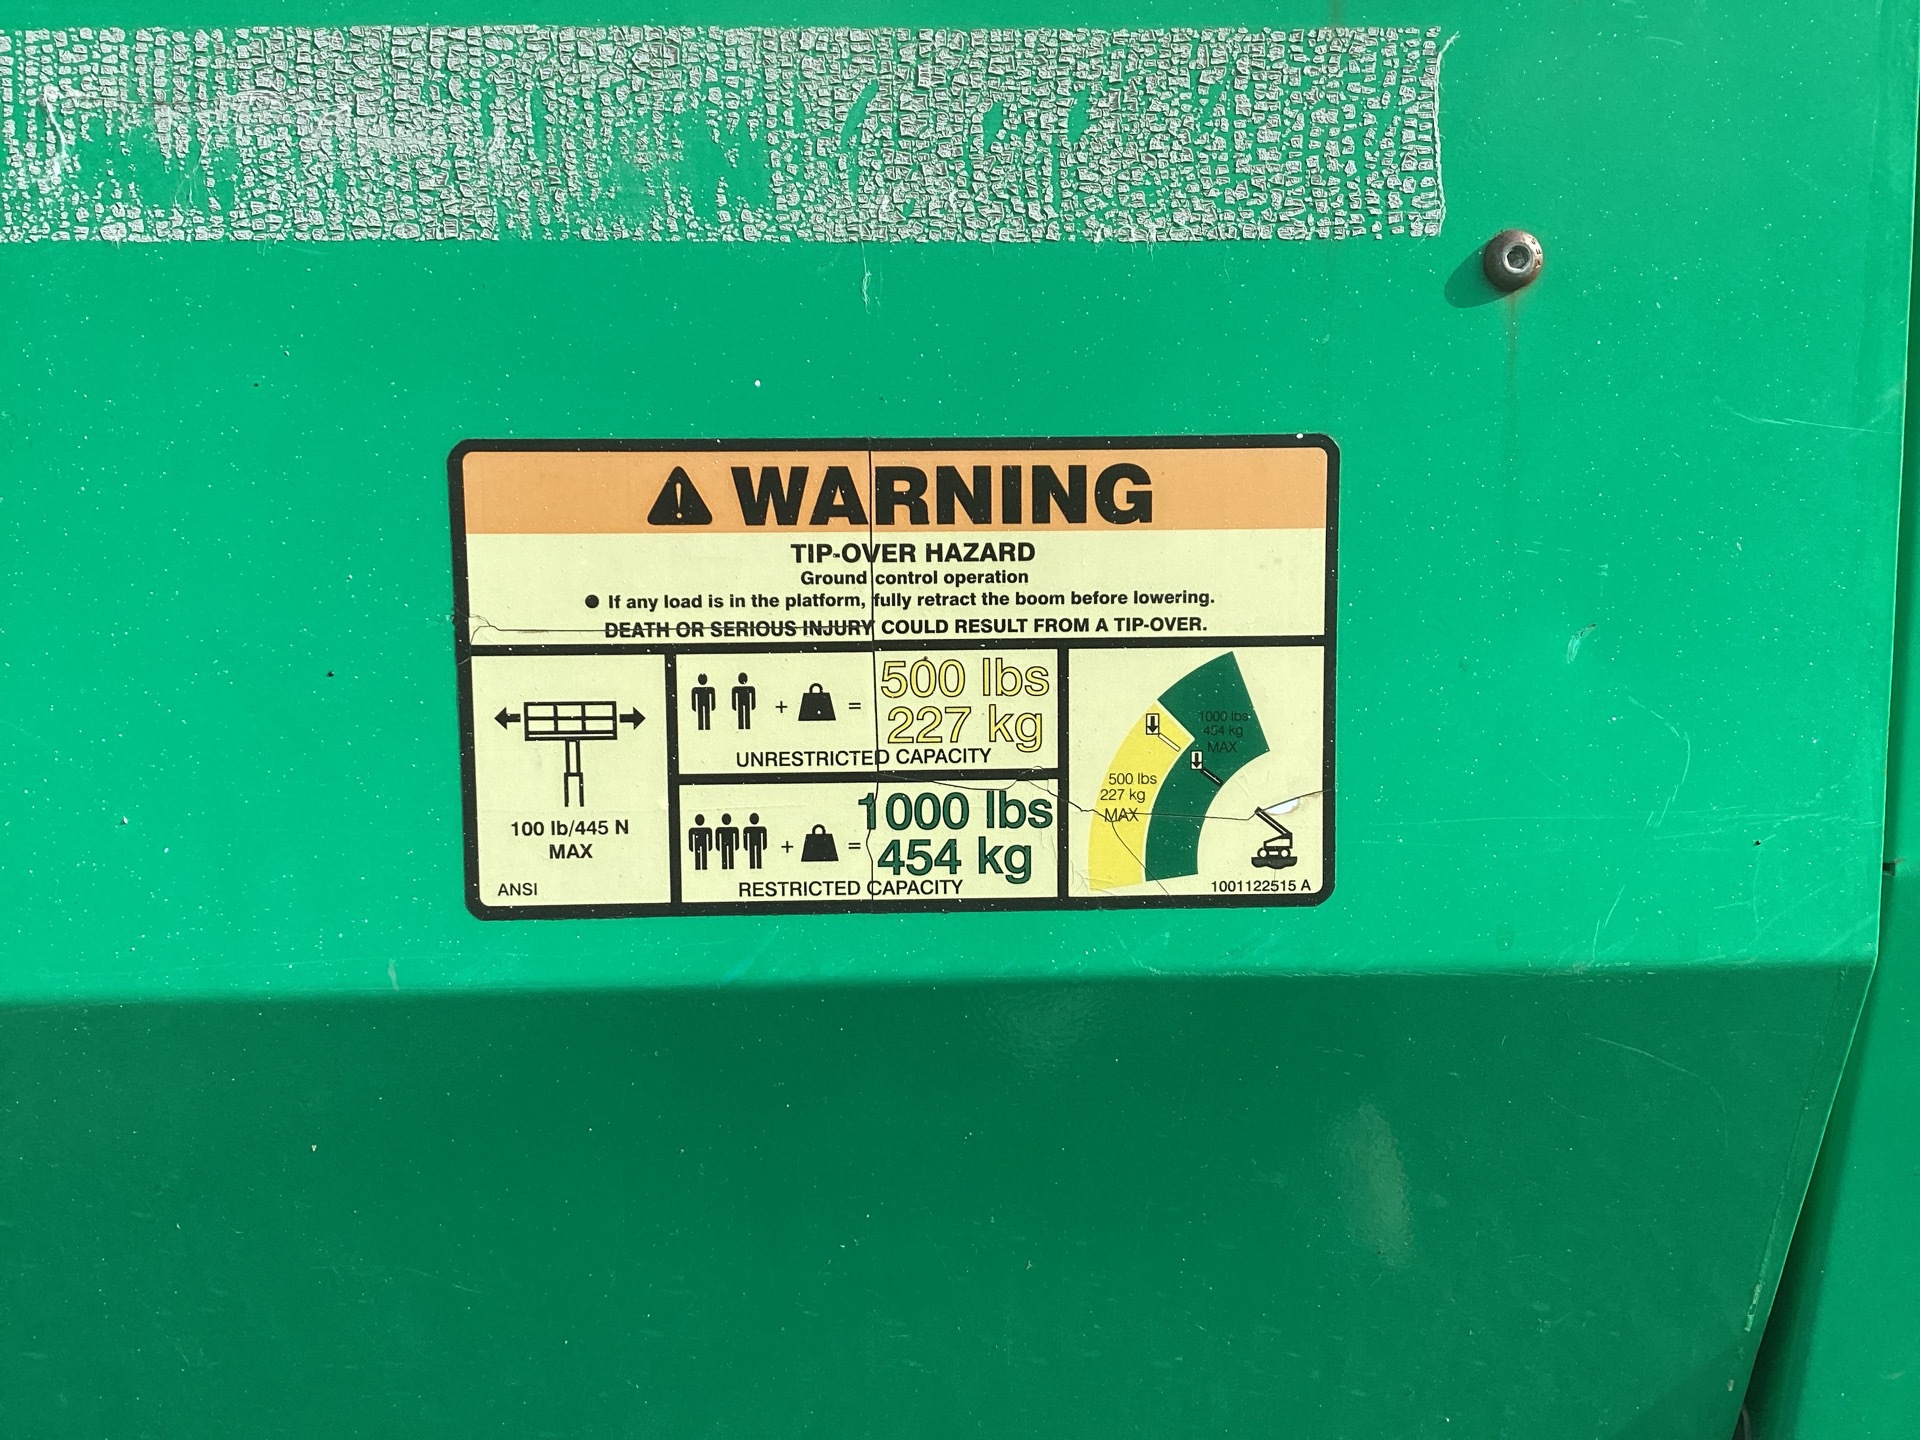 WARNING
TIP-OVER HAZARD
Ground control operation
● If any load is in the platform, fully retract the boom before lowering.
DEATH OR SERIOUS INJURY COULD RESULT FROM A TIP-OVER.
100 lb/445 N
MAX
ANSI
+ = 500 lbs
227 kg
UNRESTRICTED CAPACITY
+ = 1000 lbs
454 kg
RESTRICTED CAPACITY
1000 lbs
454 kg
MAX
500 lbs
227 kg
MAX
1001122515 A